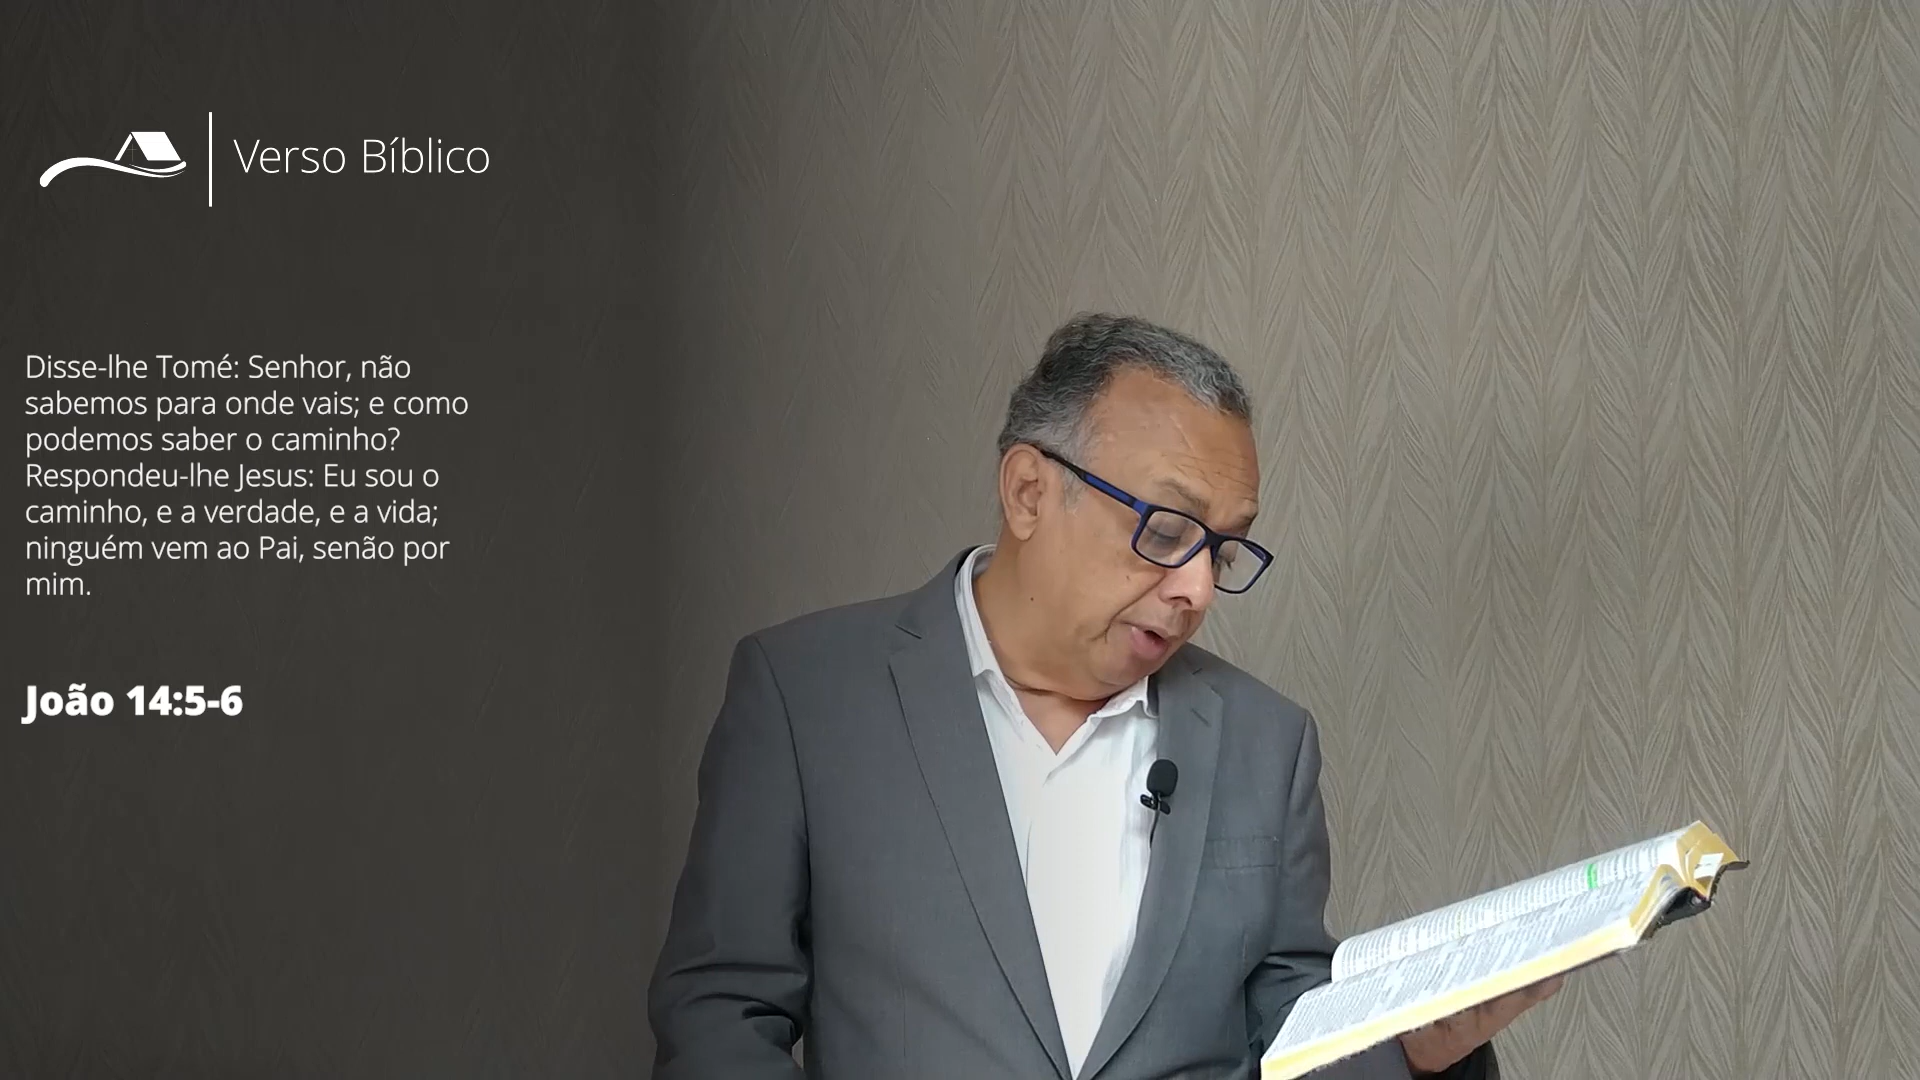 Verso Bíblico
Disse-lhe Tomé: Senhor, não
sabemos para onde vais; e como
podemos saber o caminho?
Respondeu-lhe Jesus: Eu sou o
caminho, e a verdade, e a vida;
ninguém vem ao Pai, senão por
mim.
João 14:5-6